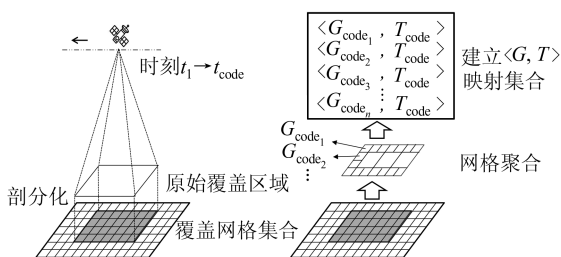 时刻t₁→t_code
原始覆盖区域
剖分化
覆盖网格集合
<G_code₁, T_code>
<G_code₂, T_code>
<G_code₃, T_code>
⋮
<G_codeₙ, T_code>
建立<G, T>
映射集合
G_code₁
G_code₂
⋮
网格聚合